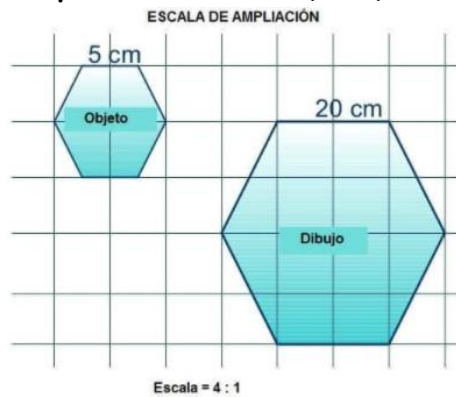 ESCALA DE AMPLIACIÓN
5 cm
Objeto
20 cm
Dibujo
Escala = 4 : 1